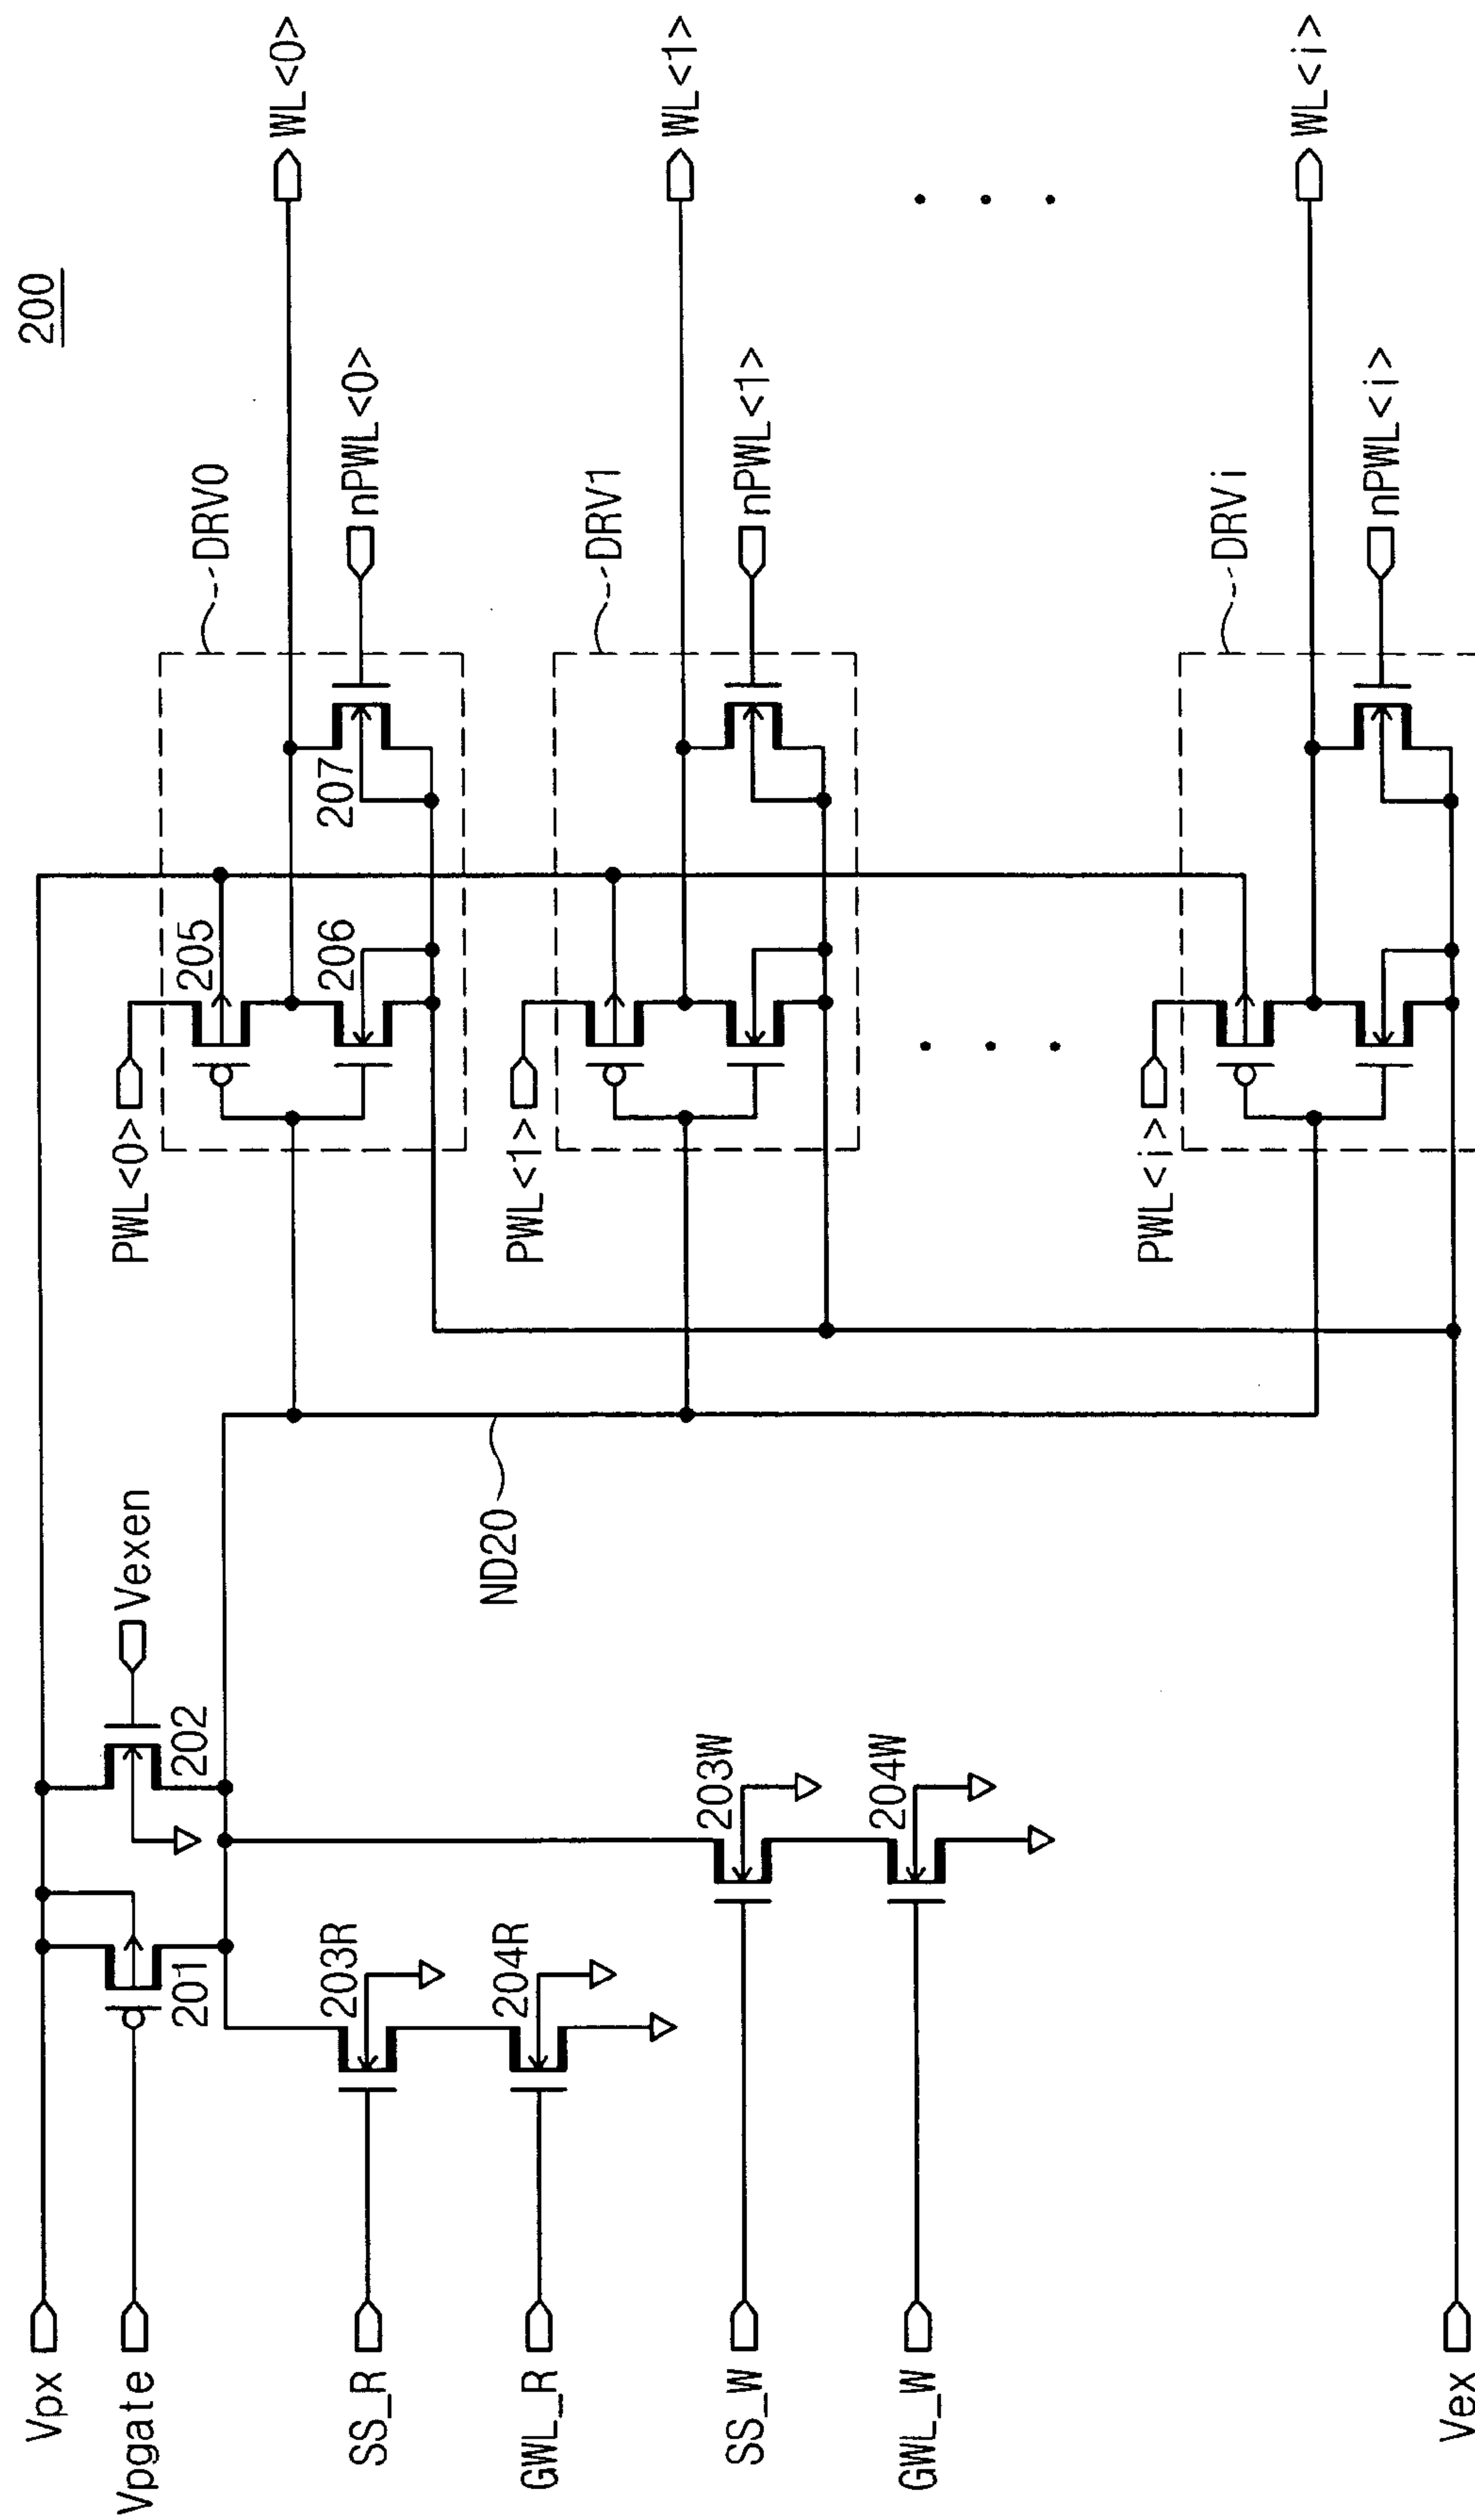 200
Vpx
Vpgate
SS_R
GWL_R
SS_W
GWL_W
Vex
201
202
Vexen
203R
204R
203W
204W
ND20
PWL<0>
205
206
207
DRV0
nPWL<0>
WL<0>
PWL<1>
DRV1
nPWL<1>
WL<1>
PWL<i>
DRVi
nPWL<i>
WL<i>